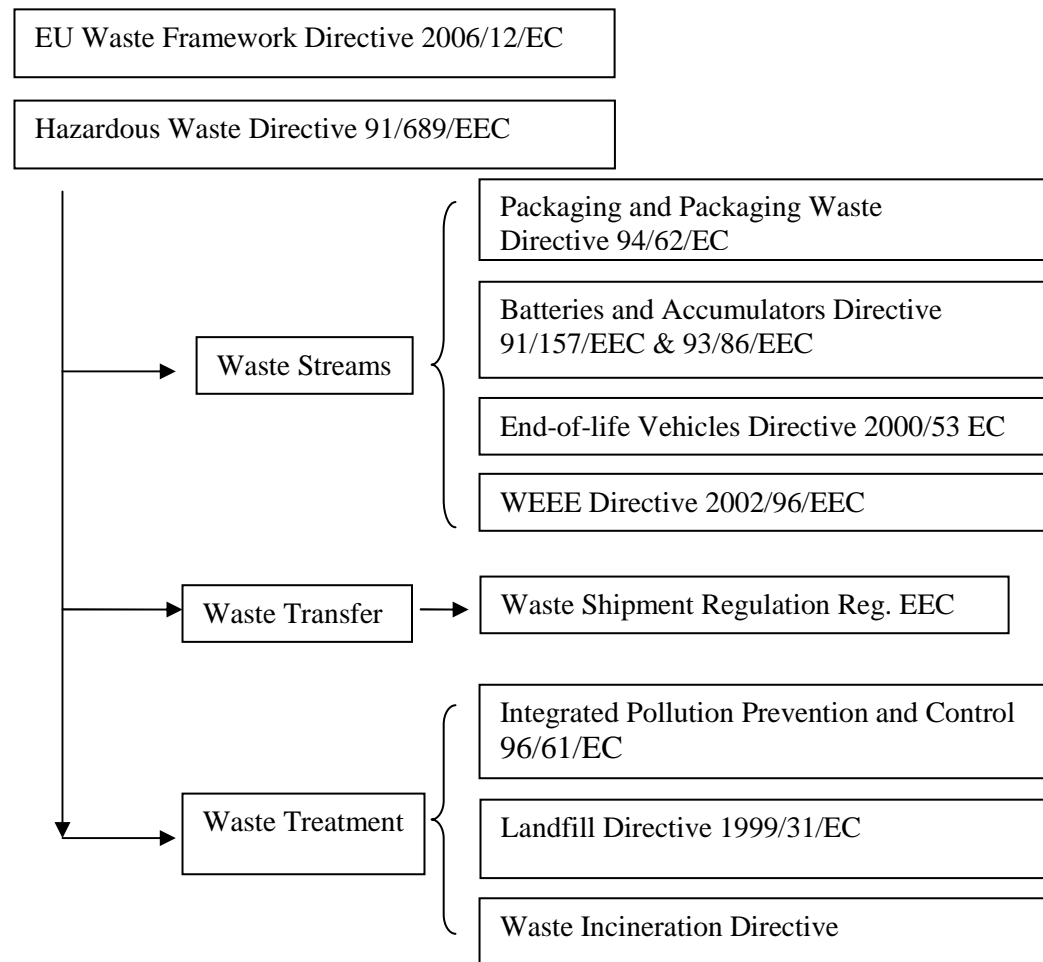 EU Waste Framework Directive 2006/12/EC
Hazardous Waste Directive 91/689/EEC
Waste Streams
Packaging and Packaging Waste
Directive 94/62/EC
Batteries and Accumulators Directive
91/157/EEC & 93/86/EEC
End-of-life Vehicles Directive 2000/53 EC
WEEE Directive 2002/96/EEC
Waste Transfer
Waste Shipment Regulation Reg. EEC
Waste Treatment
Integrated Pollution Prevention and Control
96/61/EC
Landfill Directive 1999/31/EC
Waste Incineration Directive